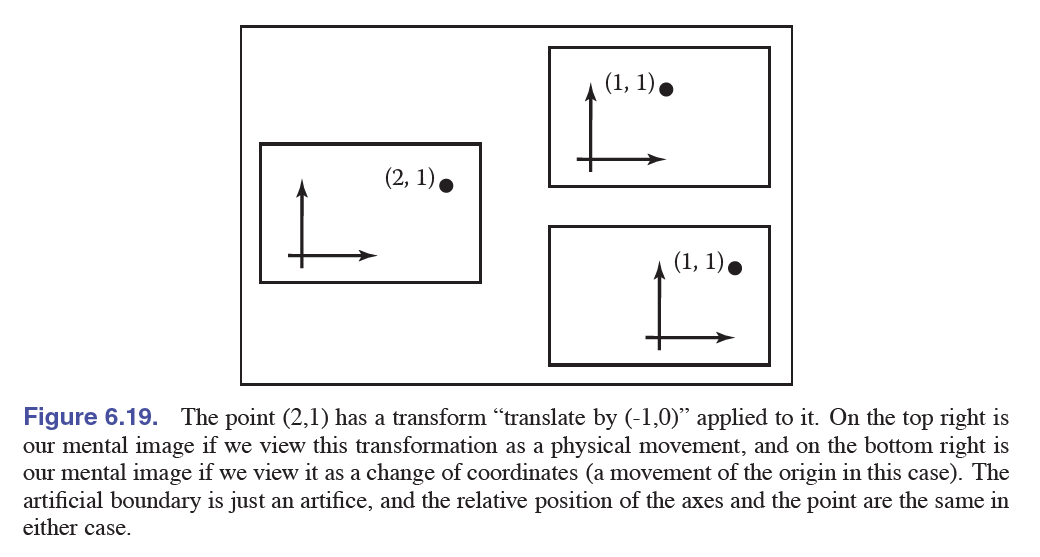 (2, 1)
(1, 1)
(1, 1)
Figure 6.19. The point (2,1) has a transform “translate by (-1,0)” applied to it. On the top right is
our mental image if we view this transformation as a physical movement, and on the bottom right is
our mental image if we view it as a change of coordinates (a movement of the origin in this case). The
artificial boundary is just an artifice, and the relative position of the axes and the point are the same in
either case.